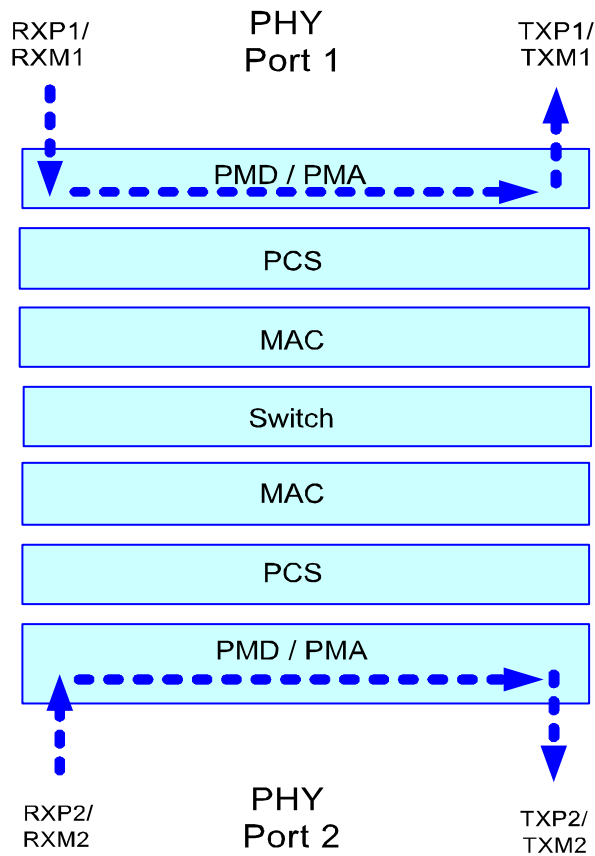 RXP1/
RXM1
PHY
Port 1
TXP1/
TXM1
PMD / PMA
PCS
MAC
Switch
MAC
PCS
PMD / PMA
RXP2/
RXM2
PHY
Port 2
TXP2/
TXM2